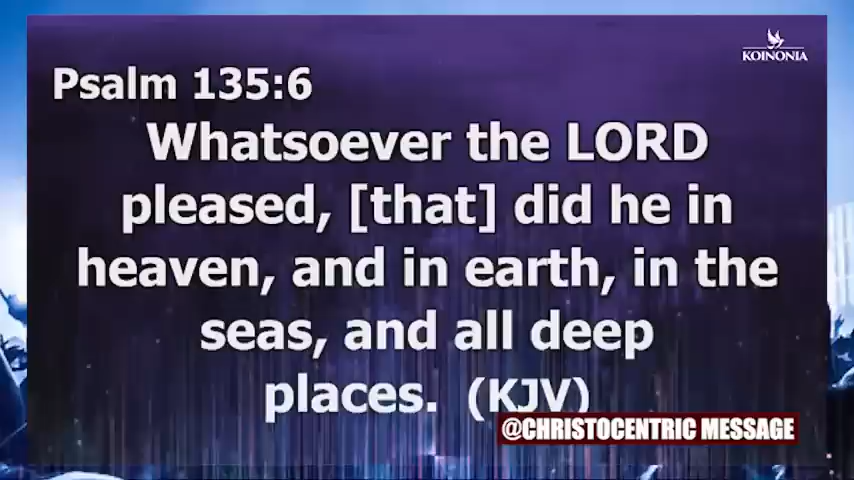 KOINONIA
Psalm 135:6
Whatsoever the LORD
pleased, [that] did he in
heaven, and in earth, in the
seas, and all deep
places. (KJV)
@CHRISTOCENTRIC MESSAGE